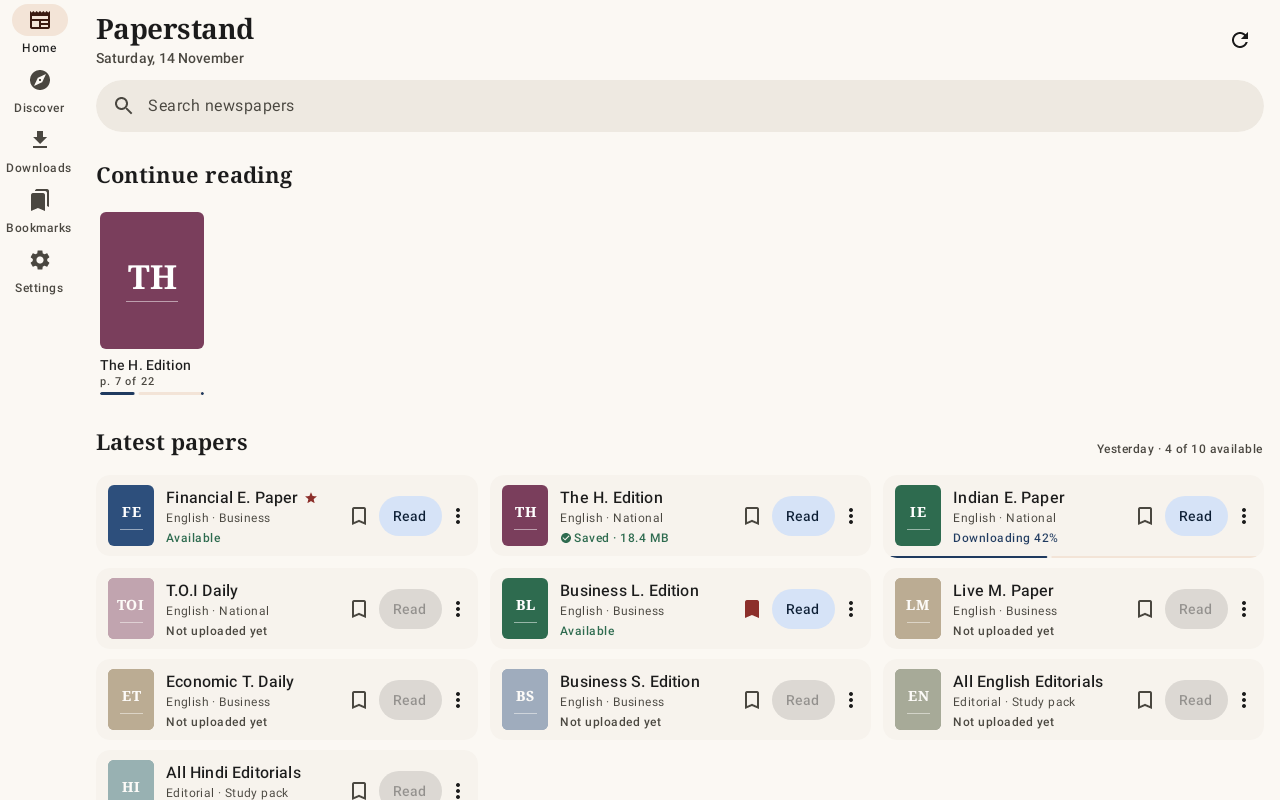 Home
Discover
Downloads
Bookmarks
Settings
Paperstand
Saturday, 14 November
Search newspapers
Continue reading
TH
The H. Edition
p. 7 of 22
Latest papers
Yesterday · 4 of 10 available
FE
Financial E. Paper
English · Business
Available
Read
TH
The H. Edition
English · National
Saved · 18.4 MB
Read
IE
Indian E. Paper
English · National
Downloading 42%
Read
TOI
T.O.I Daily
English · National
Not uploaded yet
Read
BL
Business L. Edition
English · Business
Available
Read
LM
Live M. Paper
English · Business
Not uploaded yet
Read
ET
Economic T. Daily
English · Business
Not uploaded yet
Read
BS
Business S. Edition
English · Business
Not uploaded yet
Read
EN
All English Editorials
Editorial · Study pack
Not uploaded yet
Read
HI
All Hindi Editorials
Editorial · Study pack
Read